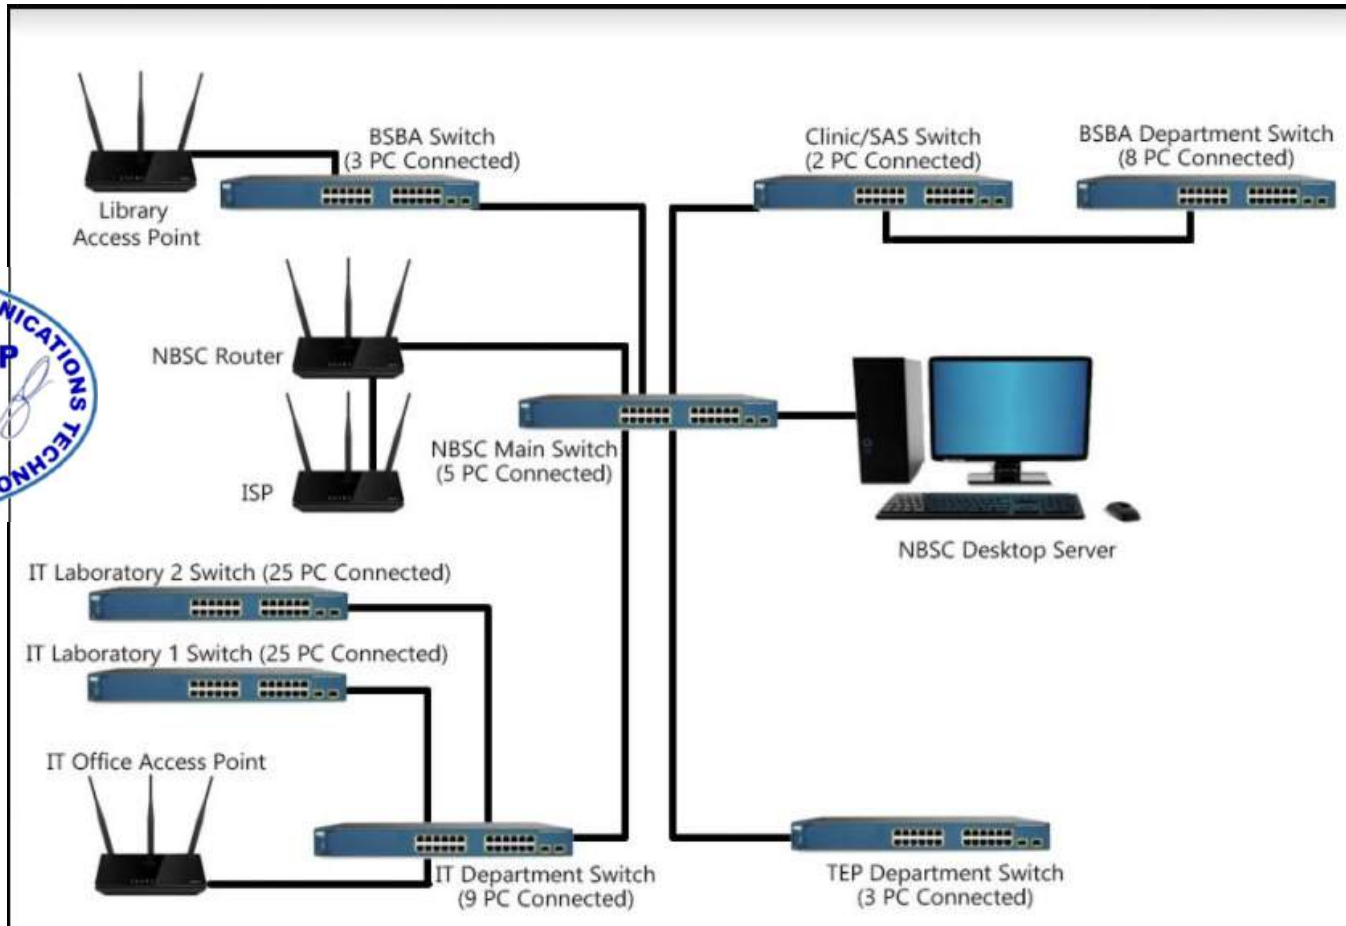 BSBA Switch
(3 PC Connected)
Clinic/SAS Switch
(2 PC Connected)
BSBA Department Switch
(8 PC Connected)
Library
Access Point
NBSC Router
ISP
NBSC Main Switch
(5 PC Connected)
NBSC Desktop Server
IT Laboratory 2 Switch (25 PC Connected)
IT Laboratory 1 Switch (25 PC Connected)
IT Office Access Point
IT Department Switch
(9 PC Connected)
TEP Department Switch
(3 PC Connected)